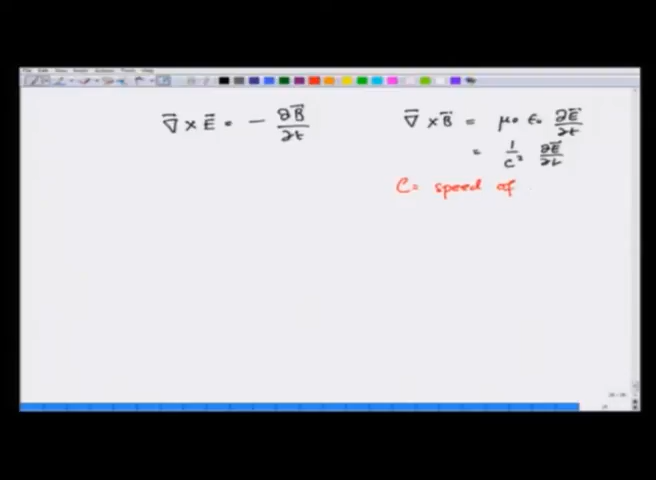 ∇⃗ × E⃗ = − ∂B⃗/∂t
∇⃗ × B⃗ = μ₀ ε₀ ∂E⃗/∂t
= 1/c² ∂E⃗/∂t
C = speed of